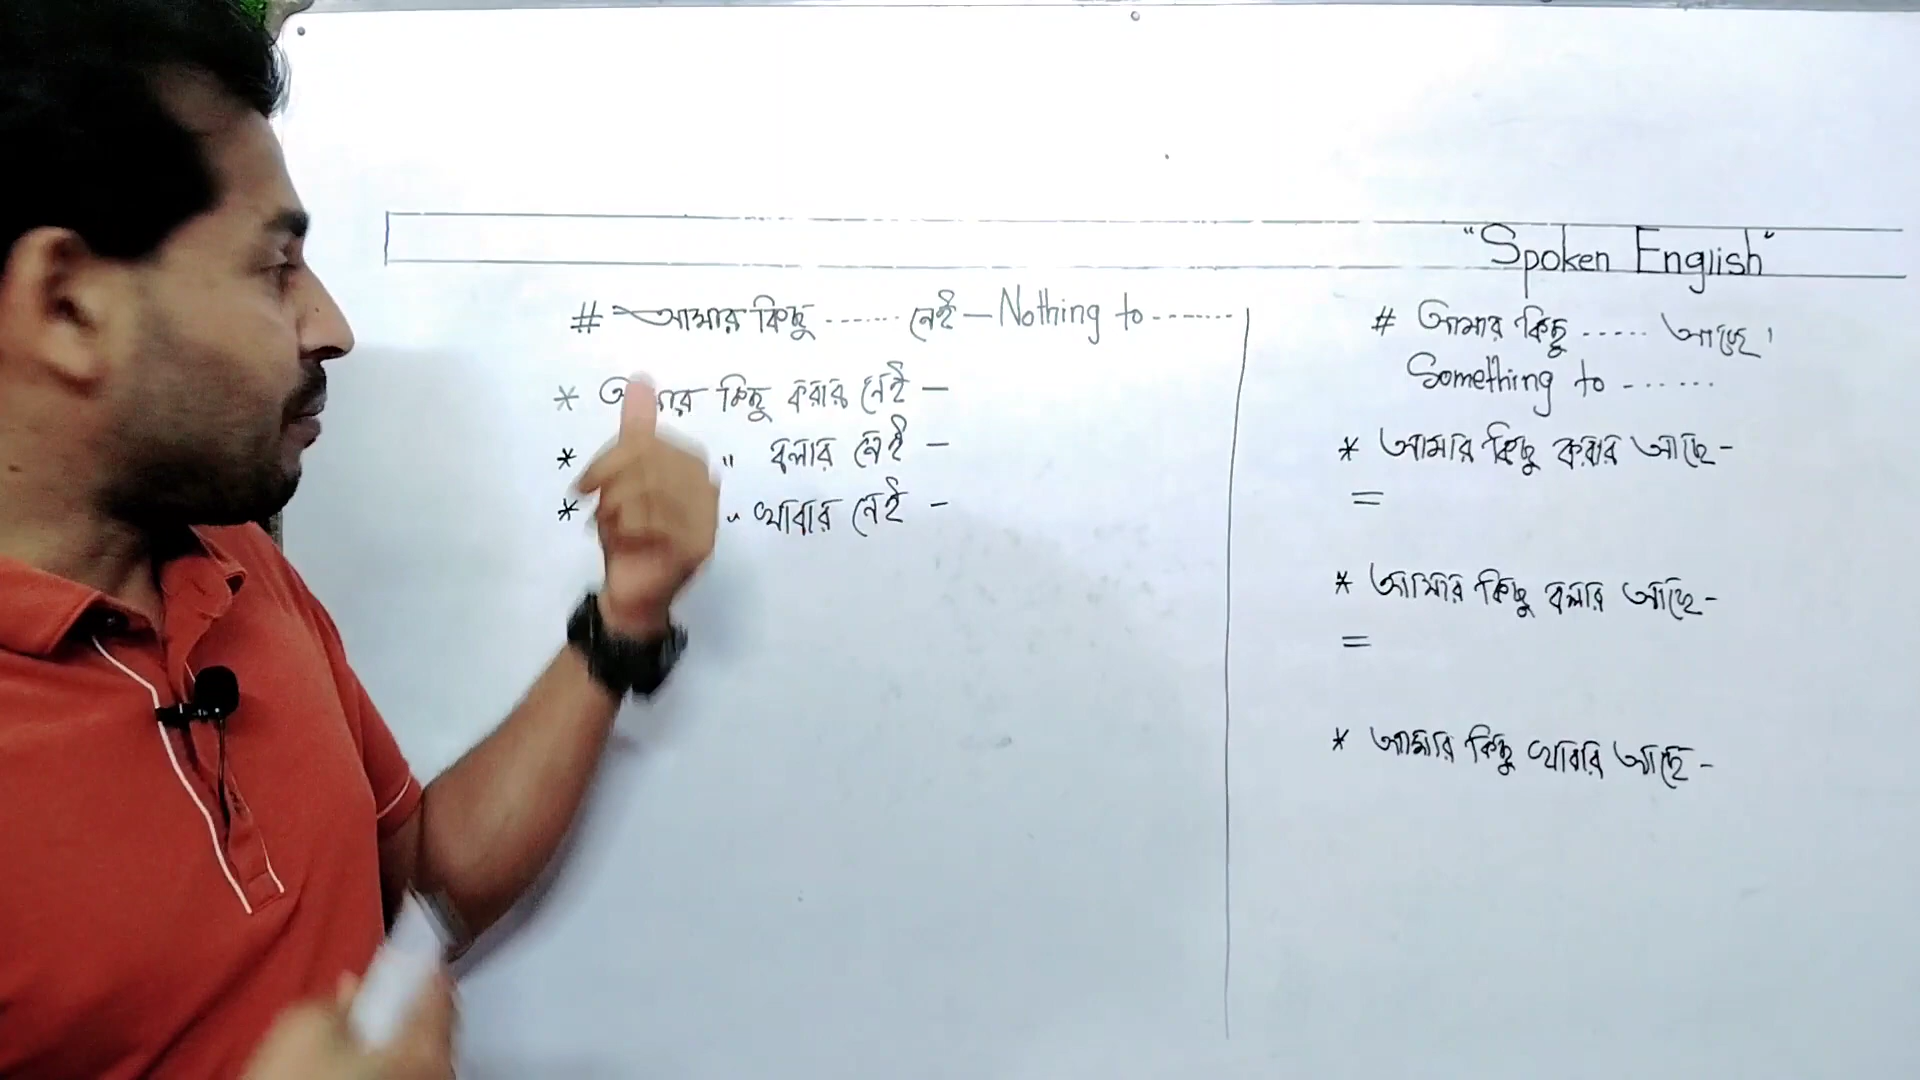 "Spoken English"
# আমার কিছু ....... নেই – Nothing to .......
* আমার কিছু করার নেই –
* " বলার নেই –
* " খাবার নেই –
# আমার কিছু ..... আছে।
Something to ......
* আমার কিছু করার আছে –
=
* আমার কিছু বলার আছে –
=
* আমার কিছু খাবার আছে –